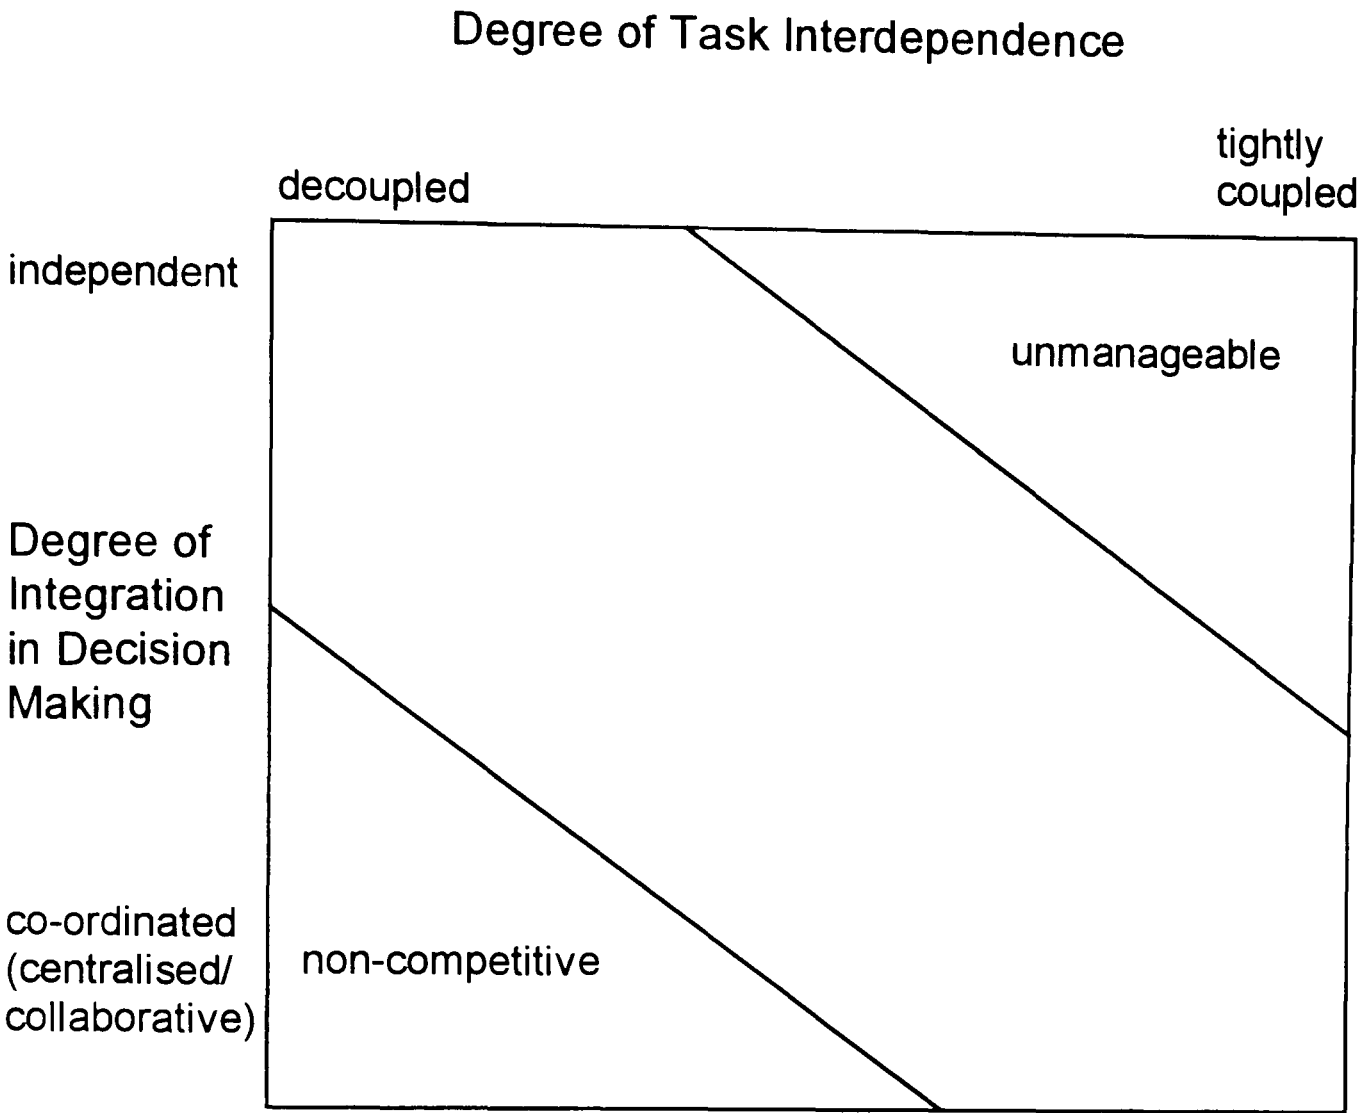 Degree of Task Interdependence
tightly
coupled
decoupled
independent
unmanageable
Degree of
Integration
in Decision
Making
co-ordinated
(centralised/
collaborative)
non-competitive